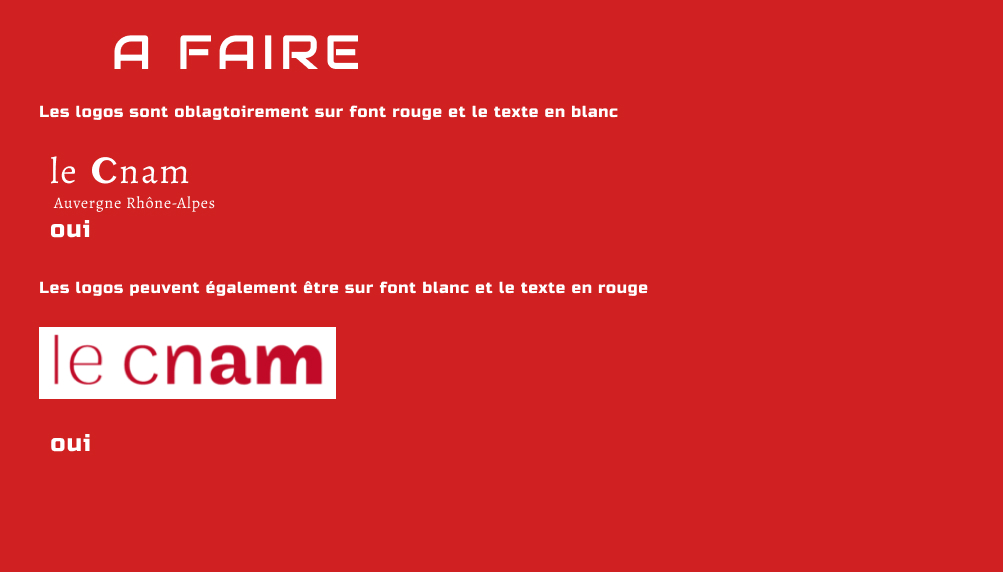 A FAIRE
Les logos sont oblagtoirement sur font rouge et le texte en blanc
le Cnam
Auvergne Rhône-Alpes
oui
Les logos peuvent également être sur font blanc et le texte en rouge
le cnam
oui